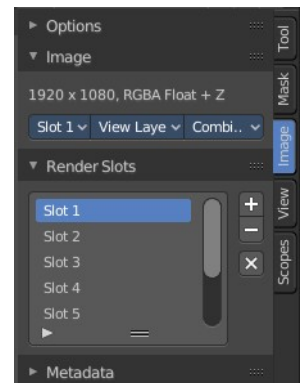 Options
Image
1920 x 1080, RGBA Float + Z
Slot 1 View Laye Combi..
Render Slots
Slot 1
Slot 2
Slot 3
Slot 4
Slot 5
Metadata
Tool
Mask
Image
View
Scopes